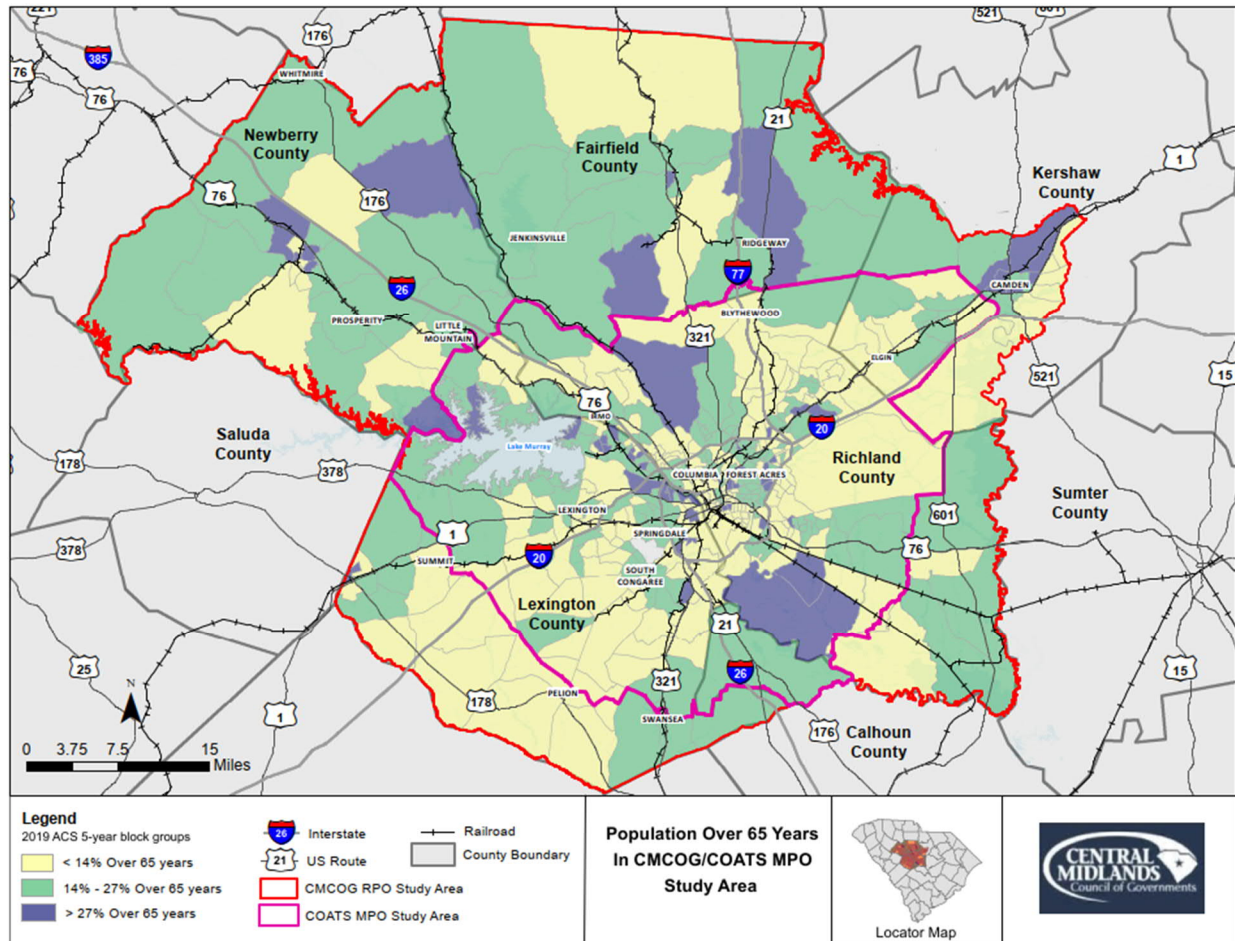 221
176
521
601
385
76
76
WHITMIRE
Newberry
County
Fairfield
County
21
1
Kershaw
County
76
176
JENKINSVILLE
RIDGEWAY
26
77
CAMDEN
PROSPERITY
LITTLE
MOUNTAIN
BLYTHEWOOD
321
ELGIN
521
15
76
IRMO
20
Saluda
County
Lake Murray
Richland
County
178
378
COLUMBIA
FOREST ACRES
Sumter
County
LEXINGTON
601
1
SPRINGDALE
76
378
SUMMIT
20
SOUTH
CONGAREE
Lexington
County
21
25
N
178
PELION
321
26
15
1
SWANSEA
176
Calhoun
County
0 3.75 7.5 15
Miles
Legend
2019 ACS 5-year block groups
< 14% Over 65 years
14% - 27% Over 65 years
> 27% Over 65 years
26 Interstate
21 US Route
Railroad
County Boundary
CMCOG RPO Study Area
COATS MPO Study Area
Population Over 65 Years
In CMCOG/COATS MPO
Study Area
Locator Map
CENTRAL
MIDLANDS
Council of Governments